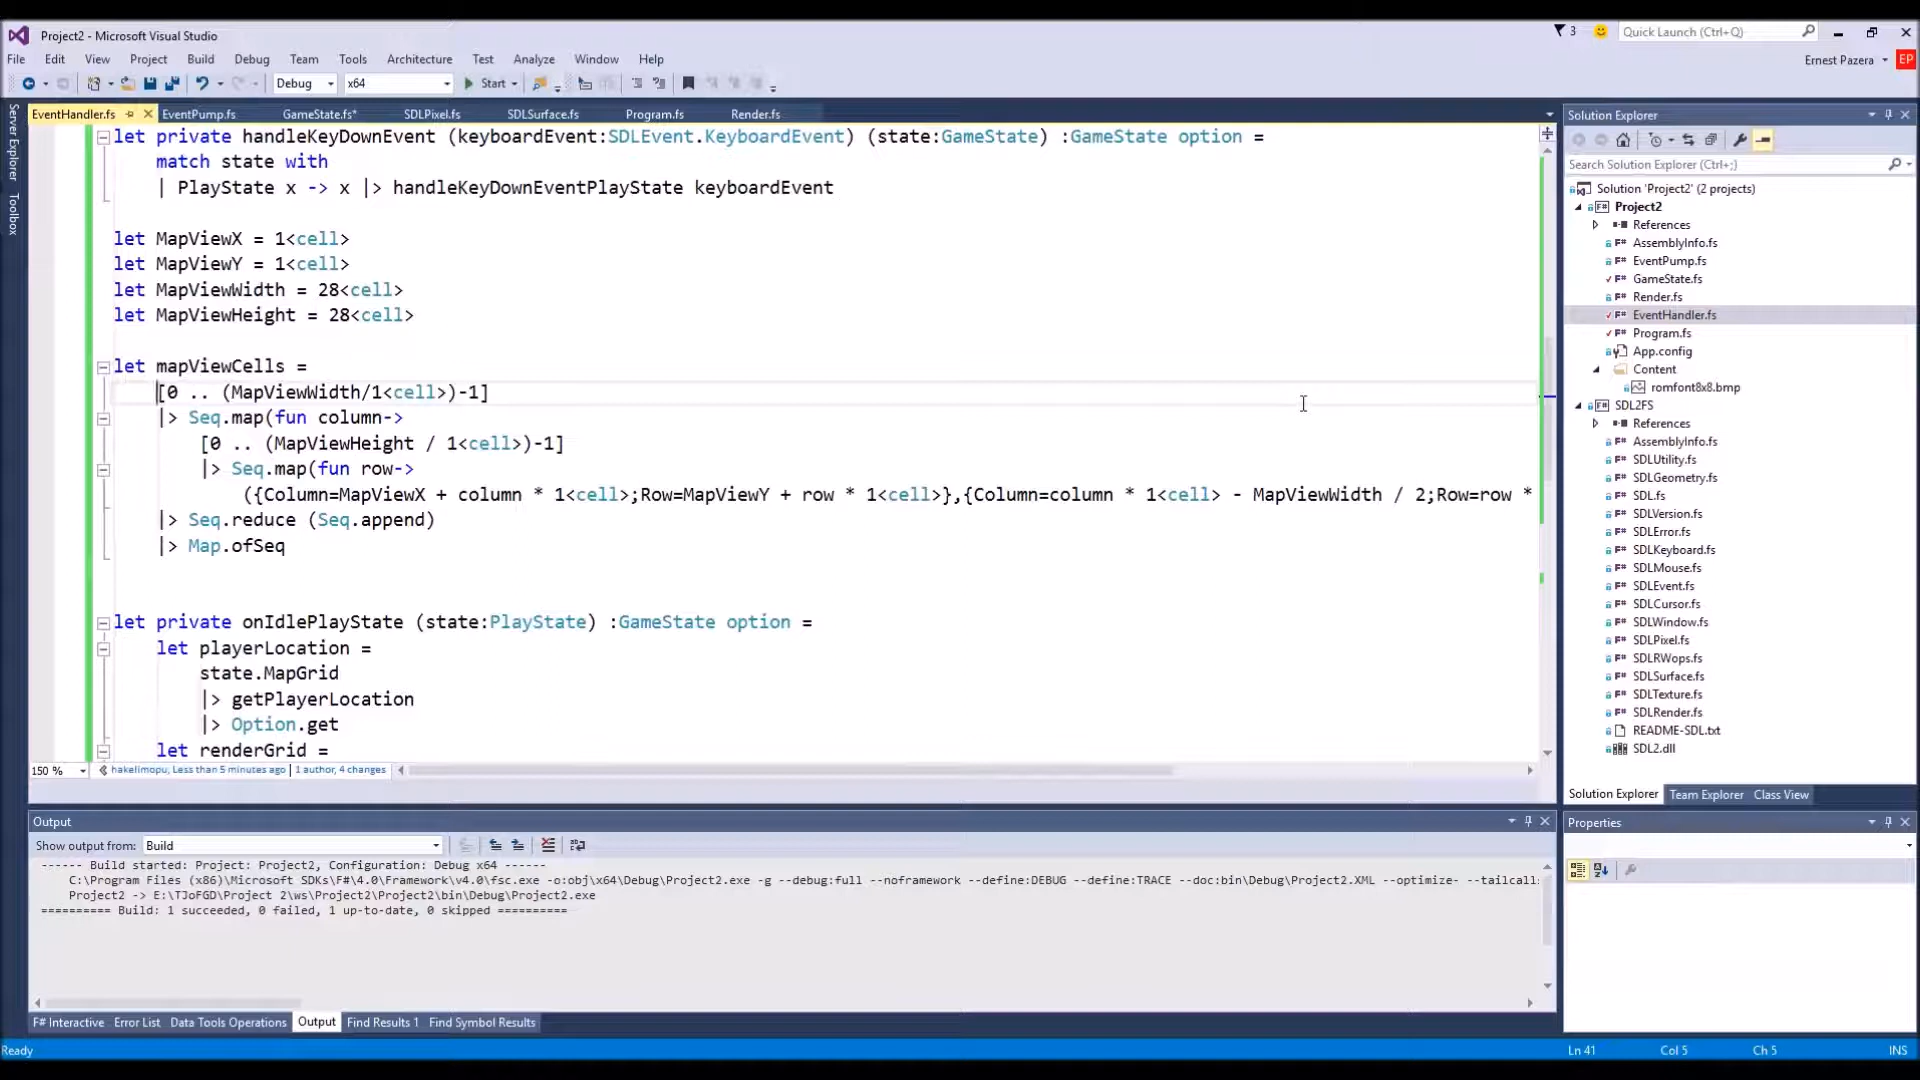 Project2 - Microsoft Visual Studio
3
Quick Launch (Ctrl+Q)
File Edit View Project Build Debug Team Tools Architecture Test Analyze Window Help
Ernest Pazera
EP
Debug
x64
Start
EventHandler.fs
EventPump.fs
GameState.fs*
SDLPixel.fs
SDLSurface.fs
Program.fs
Render.fs
Server Explorer
Toolbox
let private handleKeyDownEvent (keyboardEvent:SDLEvent.KeyboardEvent) (state:GameState) :GameState option =
match state with
| PlayState x -> x |> handleKeyDownEventPlayState keyboardEvent
let MapViewX = 1<cell>
let MapViewY = 1<cell>
let MapViewWidth = 28<cell>
let MapViewHeight = 28<cell>
let mapViewCells =
[0 .. (MapViewWidth/1<cell>)-1]
|> Seq.map(fun column->
[0 .. (MapViewHeight / 1<cell>)-1]
|> Seq.map(fun row->
({Column=MapViewX + column * 1<cell>;Row=MapViewY + row * 1<cell>},{Column=column * 1<cell> - MapViewWidth / 2;Row=row *
|> Seq.reduce (Seq.append)
|> Map.ofSeq
let private onIdlePlayState (state:PlayState) :GameState option =
let playerLocation =
state.MapGrid
|> getPlayerLocation
|> Option.get
let renderGrid =
150 %
hakelimopu, Less than 5 minutes ago | 1 author, 4 changes
Output
Show output from: Build
------ Build started: Project: Project2, Configuration: Debug x64 ------
C:\Program Files (x86)\Microsoft SDKs\F#\4.0\Framework\v4.0\fsc.exe -o:obj\x64\Debug\Project2.exe -g --debug:full --noframework --define:DEBUG --define:TRACE --doc:bin\Debug\Project2.XML --optimize- --tailcalls
Project2 -> E:\TJoFGD\Project 2\ws\Project2\Project2\bin\Debug\Project2.exe
========== Build: 1 succeeded, 0 failed, 1 up-to-date, 0 skipped ==========
F# Interactive Error List Data Tools Operations Output Find Results 1 Find Symbol Results
Solution Explorer
Search Solution Explorer (Ctrl+;)
Solution 'Project2' (2 projects)
Project2
References
AssemblyInfo.fs
EventPump.fs
GameState.fs
Render.fs
EventHandler.fs
Program.fs
App.config
Content
romfont8x8.bmp
SDL2FS
References
AssemblyInfo.fs
SDLUtility.fs
SDLGeometry.fs
SDL.fs
SDLVersion.fs
SDLError.fs
SDLKeyboard.fs
SDLMouse.fs
SDLEvent.fs
SDLCursor.fs
SDLWindow.fs
SDLPixel.fs
SDLRWops.fs
SDLSurface.fs
SDLTexture.fs
SDLRender.fs
README-SDL.txt
SDL2.dll
Solution Explorer Team Explorer Class View
Properties
Ready
Ln 41
Col 5
Ch 5
INS